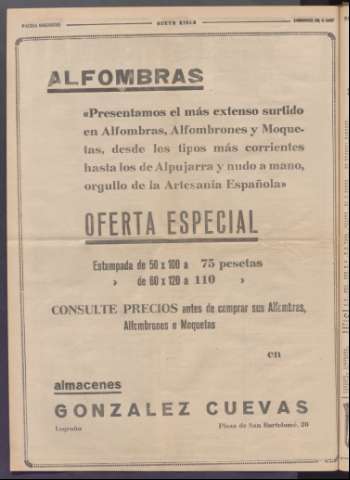 NUEVA RIOJA
ALFOMBRAS
«Presentamos el más extenso surtido
en Alfombras, Alfombrones y Moque-
tas, desde los tipos más corrientes
hasta los de Alpujarra y nudo a mano,
orgullo de la Artesanía Española»
OFERTA ESPECIAL
Estampada de 50 x 100 a 75 pesetas
» de 60 x 120 a 110 »
CONSULTE PRECIOS antes de comprar sus Alfombras,
Alfombrones o Moquetas
en
almacenes
GONZALEZ CUEVAS
Logroño Plaza de San Bartolomé, 20